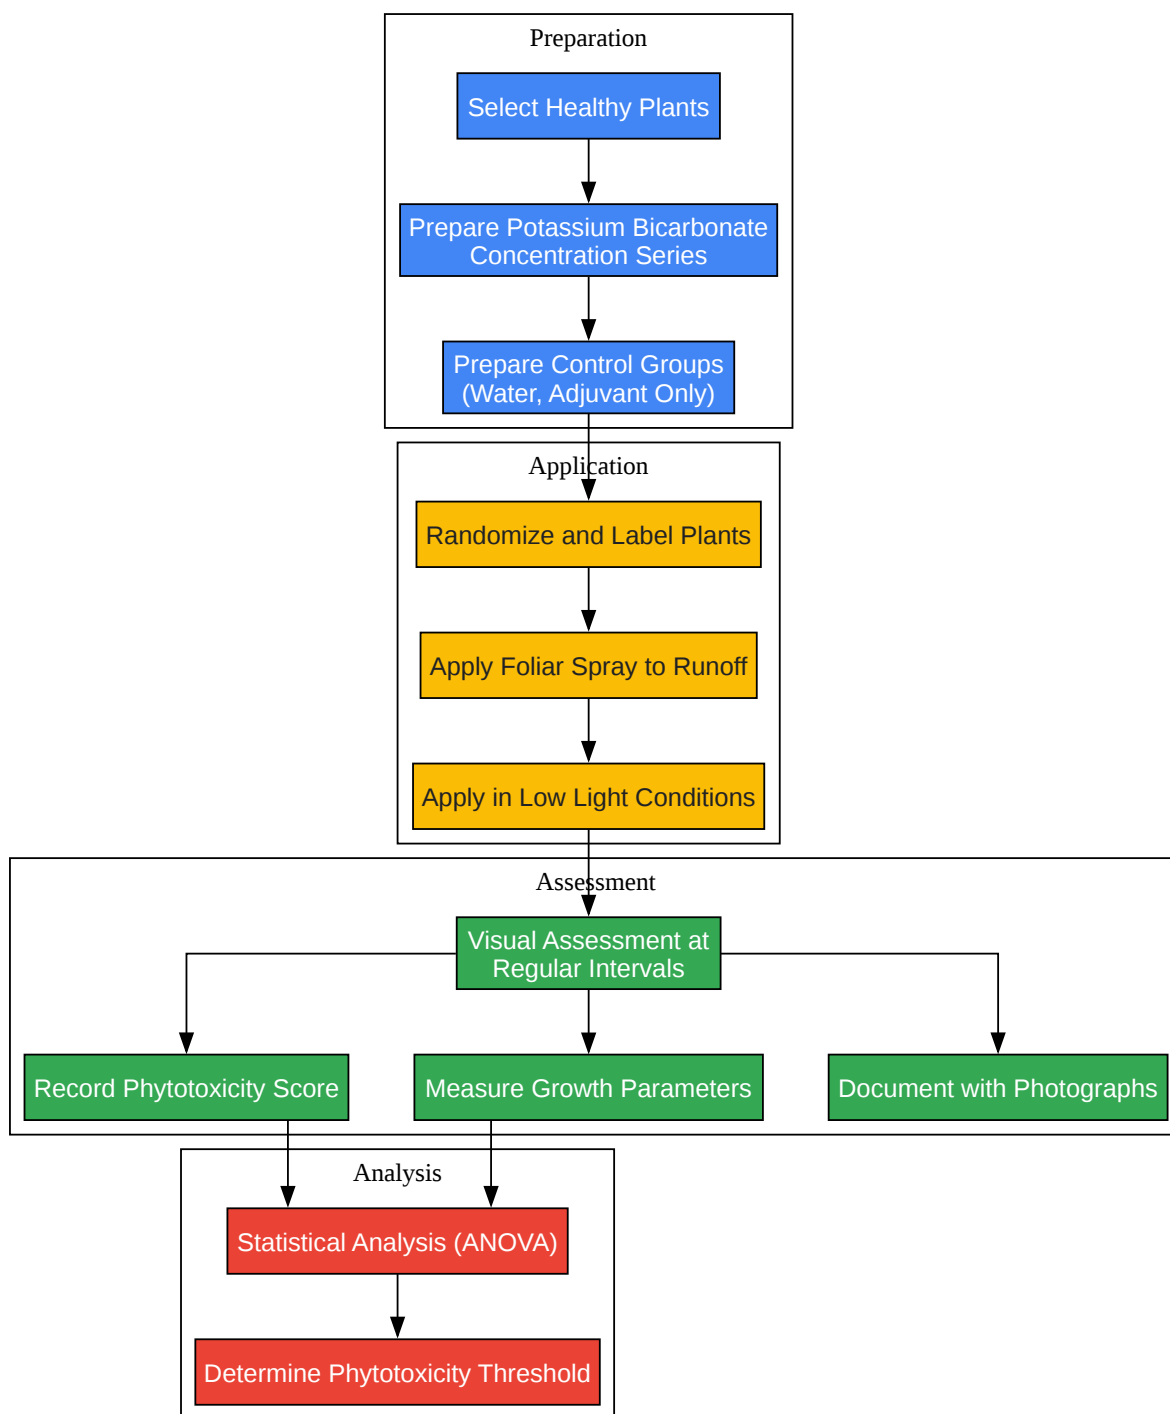 Preparation
Select Healthy Plants
Prepare Potassium Bicarbonate
Concentration Series
Prepare Control Groups
(Water, Adjuvant Only)
Application
Randomize and Label Plants
Apply Foliar Spray to Runoff
Apply in Low Light Conditions
Assessment
Visual Assessment at
Regular Intervals
Record Phytotoxicity Score
Measure Growth Parameters
Document with Photographs
Analysis
Statistical Analysis (ANOVA)
Determine Phytotoxicity Threshold